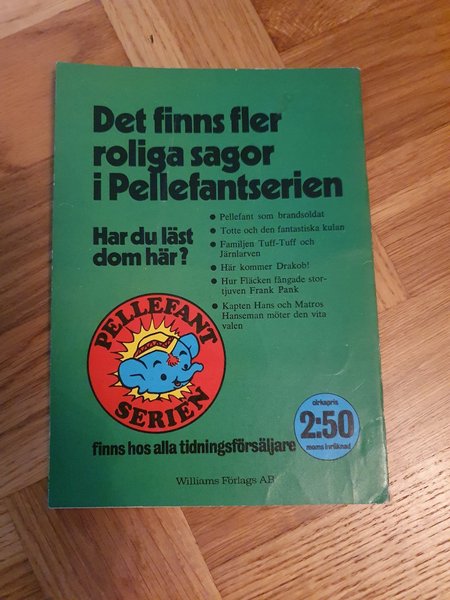 Det finns fler
roliga sagor
i Pellefantserien
Har du läst
dom här?
● Pellefant som brandsoldat
● Totte och den fantastiska kulan
● Familjen Tuff-Tuff och
Järnlarven
● Här kommer Drakob!
● Hur Fläcken fångade stor-
tjuven Frank Pank
● Kapten Hans och Matros
Hanseman möter den vita
valen
PELLEFANT
SERIEN
cirkapris
2:50
moms inräknad
finns hos alla tidningsförsäljare
Williams Förlags AB